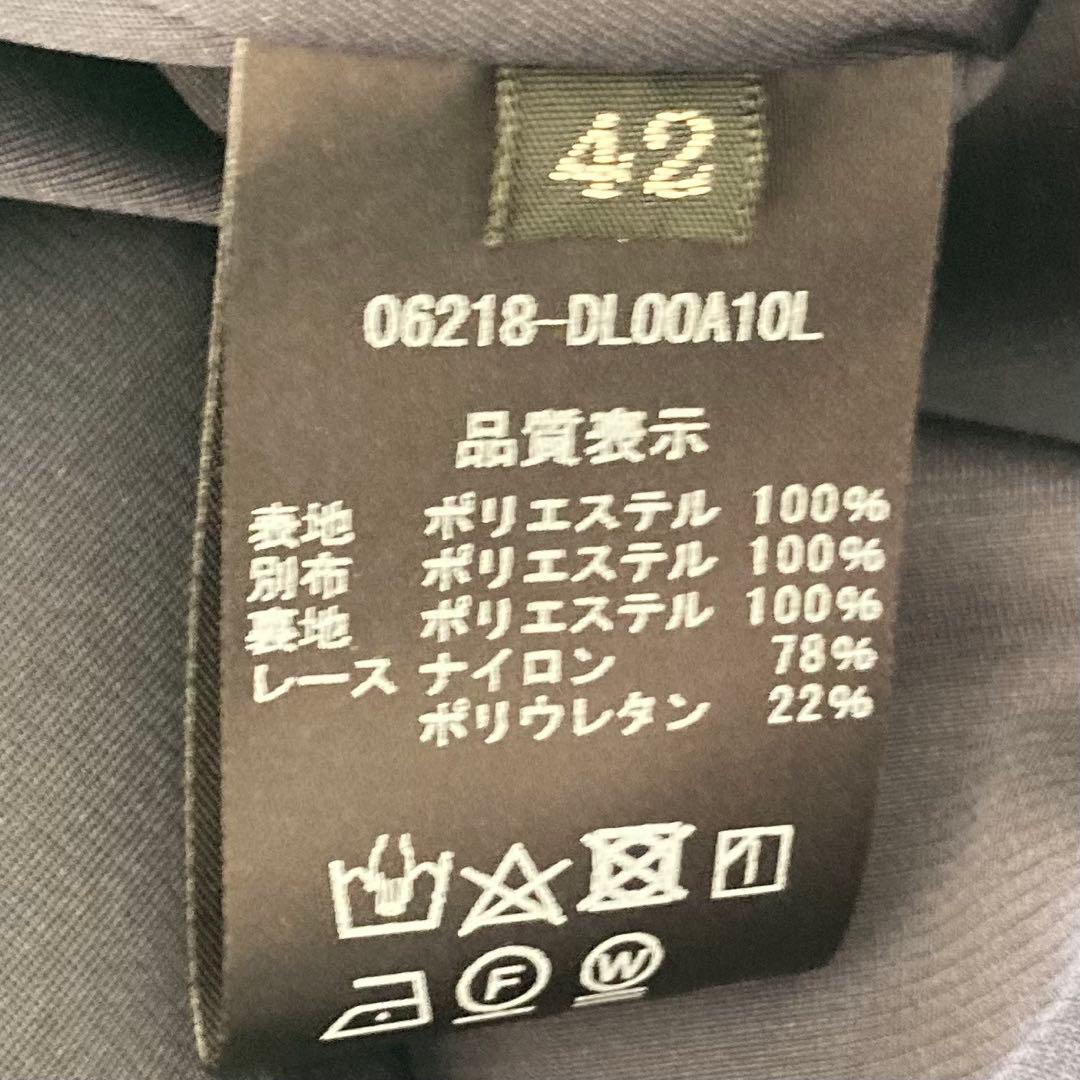 42
06218-DL00A10L
品質表示
表地 ポリエステル 100%
別布 ポリエステル 100%
裏地 ポリエステル 100%
レース ナイロン 78%
ポリウレタン 22%
F W